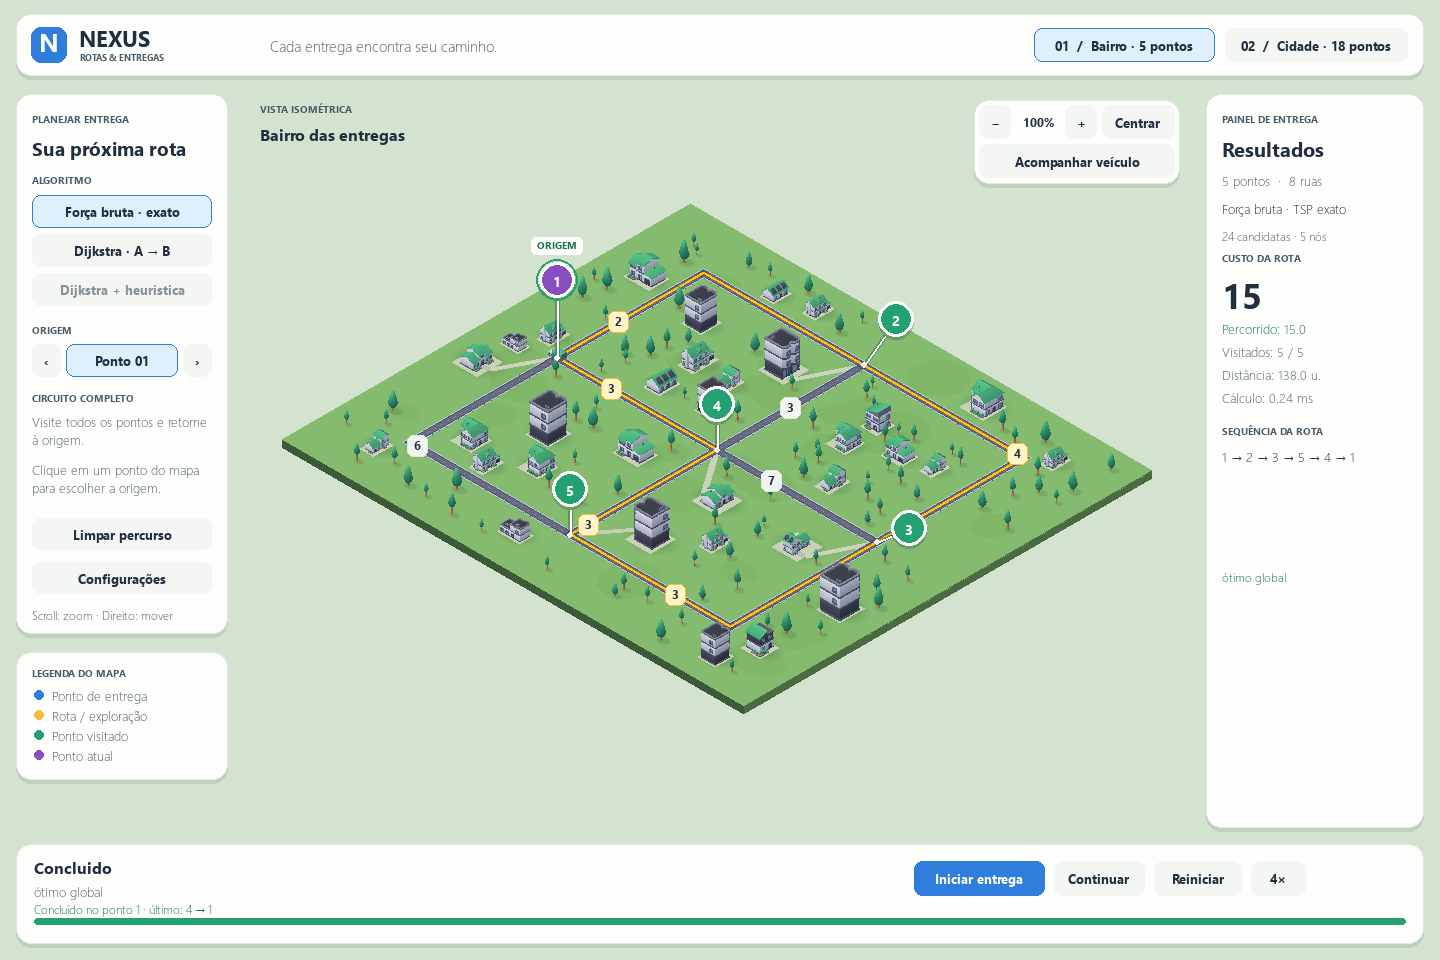 N
NEXUS
ROTAS & ENTREGAS
Cada entrega encontra seu caminho.
01 / Bairro · 5 pontos
02 / Cidade · 18 pontos
PLANEJAR ENTREGA
Sua próxima rota
ALGORITMO
Força bruta · exato
Dijkstra · A → B
Dijkstra + heurística
ORIGEM
‹
Ponto 01
›
CIRCUITO COMPLETO
Visite todos os pontos e retorne
à origem.
Clique em um ponto do mapa
para escolher a origem.
Limpar percurso
Configurações
Scroll: zoom · Direito: mover
LEGENDA DO MAPA
Ponto de entrega
Rota / exploração
Ponto visitado
Ponto atual
VISTA ISOMÉTRICA
Bairro das entregas
−
100%
+
Centrar
Acompanhar veículo
ORIGEM
1
2
2
3
4
3
6
4
7
5
3
3
3
PAINEL DE ENTREGA
Resultados
5 pontos · 8 ruas
Força bruta · TSP exato
24 candidatas · 5 nós
CUSTO DA ROTA
15
Percorrido: 15.0
Visitados: 5 / 5
Distância: 138.0 u.
Cálculo: 0.24 ms
SEQUÊNCIA DA ROTA
1 → 2 → 3 → 5 → 4 → 1
ótimo global
Concluido
ótimo global
Concluído no ponto 1 · último: 4 → 1
Iniciar entrega
Continuar
Reiniciar
4×